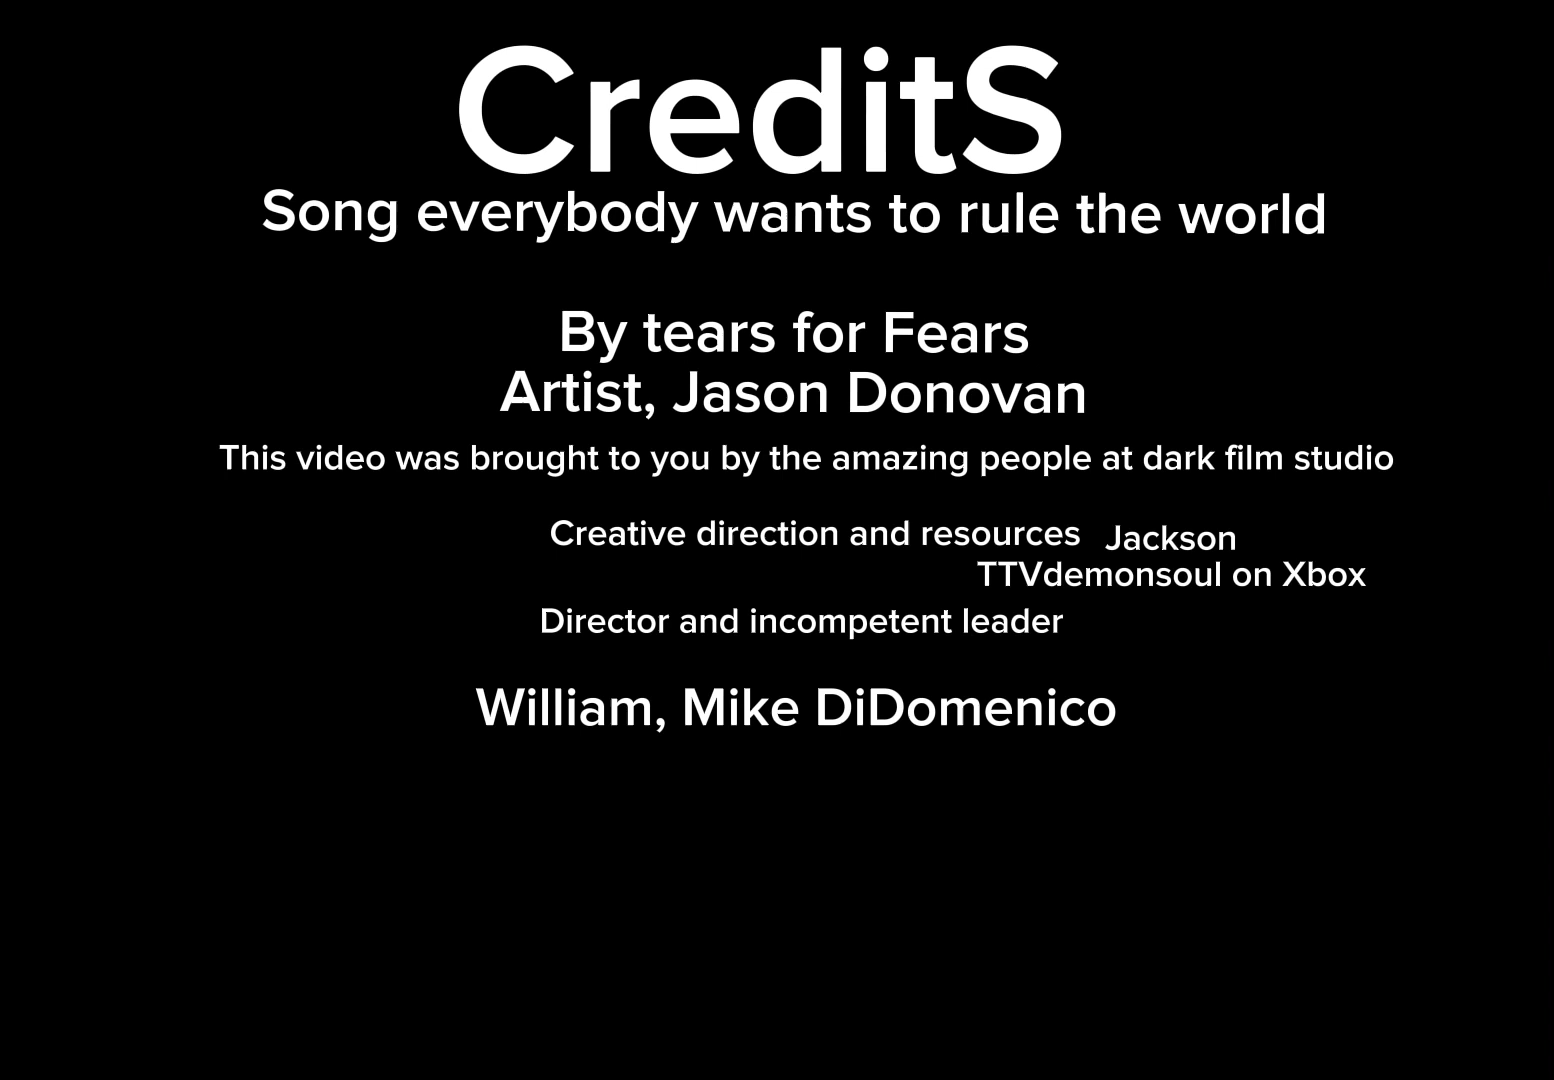 CreditS
Song everybody wants to rule the world
By tears for Fears
Artist, Jason Donovan
This video was brought to you by the amazing people at dark film studio
Creative direction and resources Jackson
TTVdemonsoul on Xbox
Director and incompetent leader
William, Mike DiDomenico